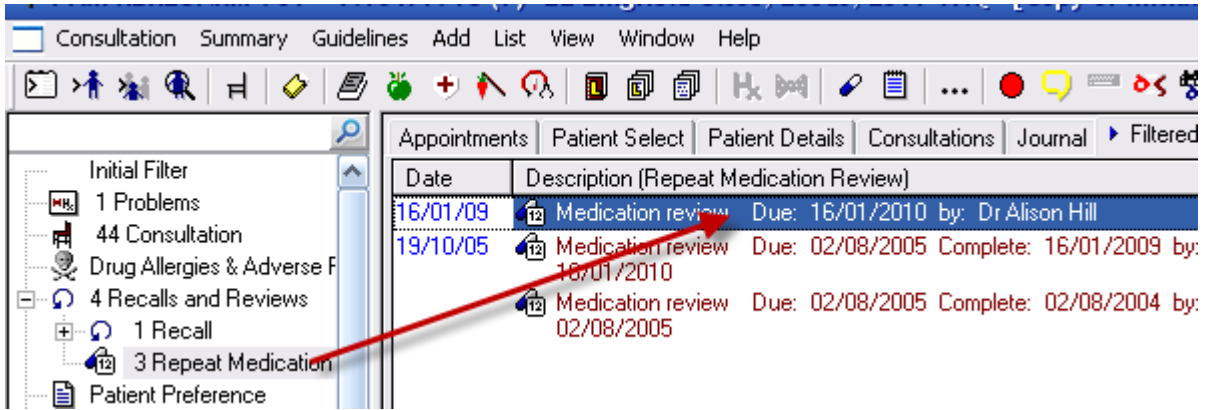 Consultation Summary Guidelines Add List View Window Help
Appointments Patient Select Patient Details Consultations Journal Filtered
Initial Filter
1 Problems
44 Consultation
Drug Allergies & Adverse F
4 Recalls and Reviews
1 Recall
3 Repeat Medication
Patient Preference
Date Description (Repeat Medication Review)
16/01/09 Medication review Due: 16/01/2010 by: Dr Alison Hill
19/10/05 Medication review Due: 02/08/2005 Complete: 16/01/2009 by:
16/01/2010
Medication review Due: 02/08/2005 Complete: 02/08/2004 by:
02/08/2005